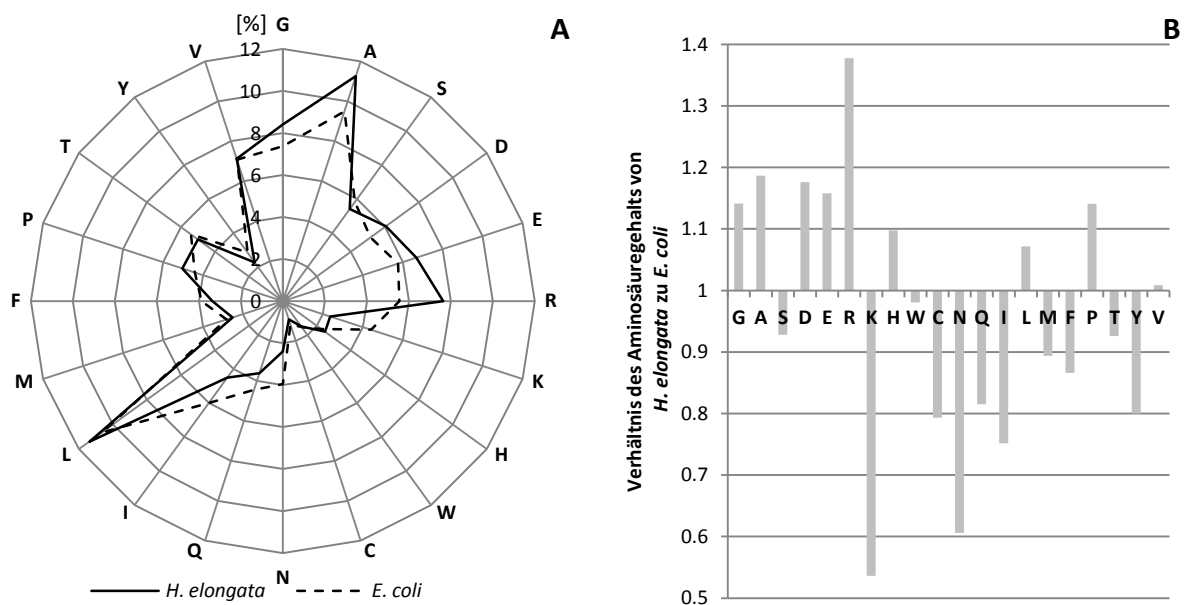 A
[%]
G
A
S
D
E
R
K
H
W
C
N
Q
I
L
M
F
P
T
Y
V
12
10
8
6
4
2
0
H. elongata
E. coli
B
Verhältnis des Aminosäuregehalts von
H. elongata zu E. coli
1.4
1.3
1.2
1.1
1
0.9
0.8
0.7
0.6
0.5
G A S D E R K H W C N Q I L M F P T Y V